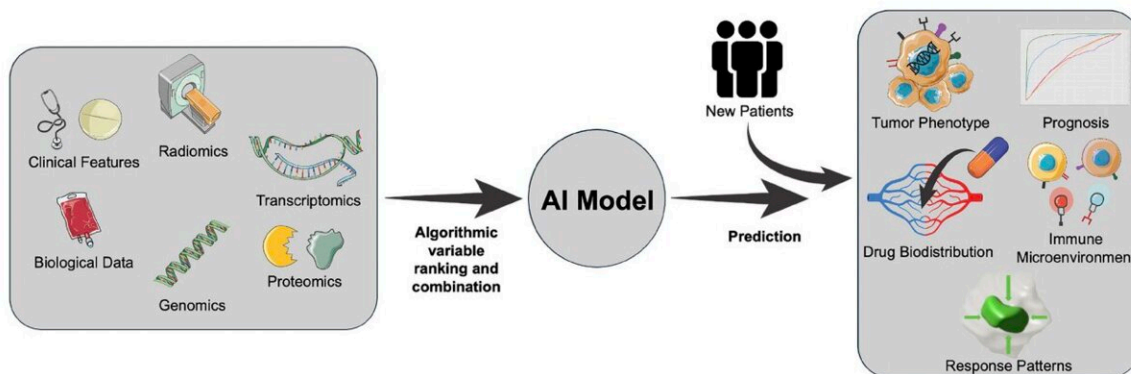 Clinical Features
Radiomics
Transcriptomics
Biological Data
Genomics
Proteomics
Algorithmic
variable
ranking and
combination
AI Model
New Patients
Prediction
Tumor Phenotype
Prognosis
Drug Biodistribution
Immune
Microenvironmen
Response Patterns